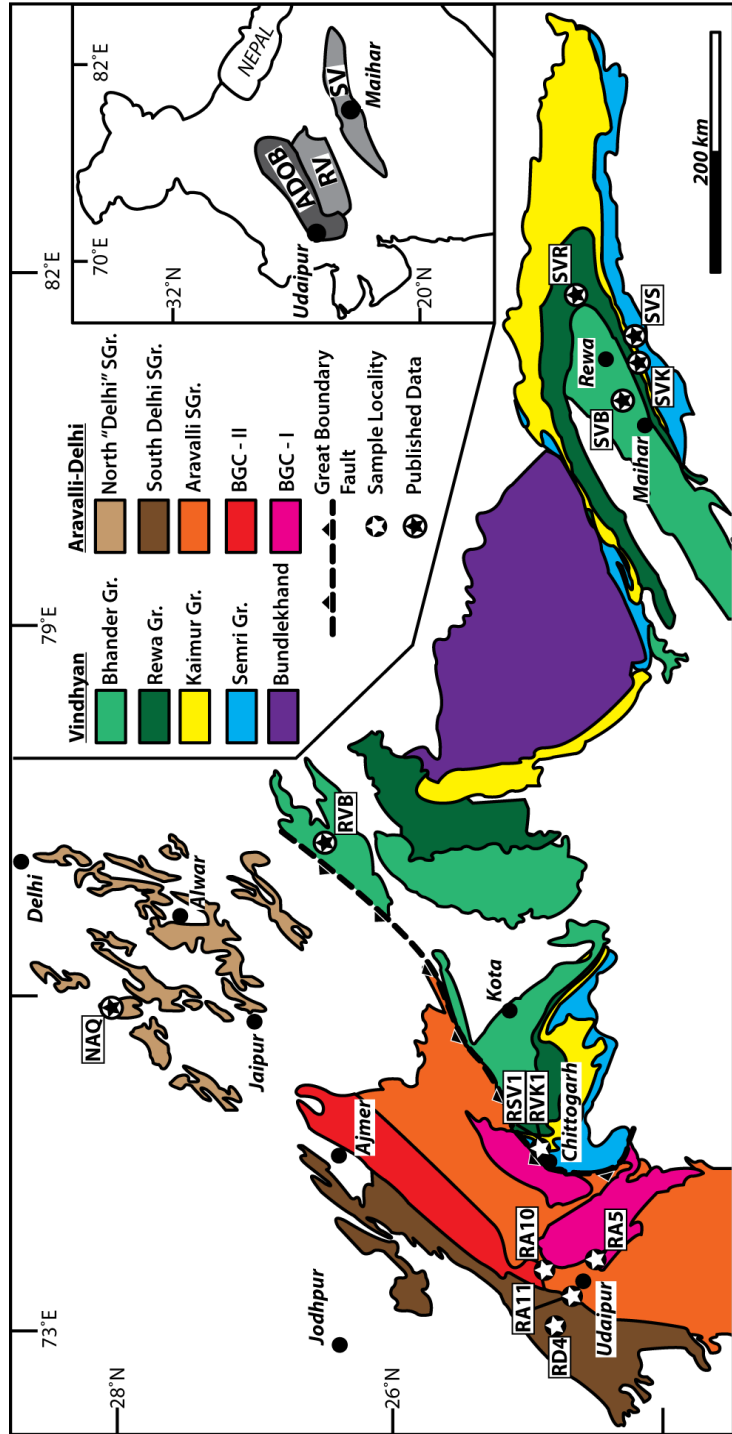 73°E
79°E
82°E
28°N
26°N
Delhi
Alwar
NAQ
Jaipur
Jodhpur
Ajmer
RVB
Kota
RSV1
RVK1
Chittogarh
RA10
RA5
RA11
RD4
Udaipur
Vindhyan
Bhander Gr.
Rewa Gr.
Kaimur Gr.
Semri Gr.
Bundlekhand
Aravalli-Delhi
North "Delhi" SGr.
South Delhi SGr.
Aravalli SGr.
BGC - II
BGC - I
Great Boundary
Fault
Sample Locality
Published Data
NEPAL
32°N
20°N
70°E
82°E
ADOB
RV
SV
Udaipur
Maihar
SVR
Rewa
SVS
SVK
SVB
Maihar
200 km